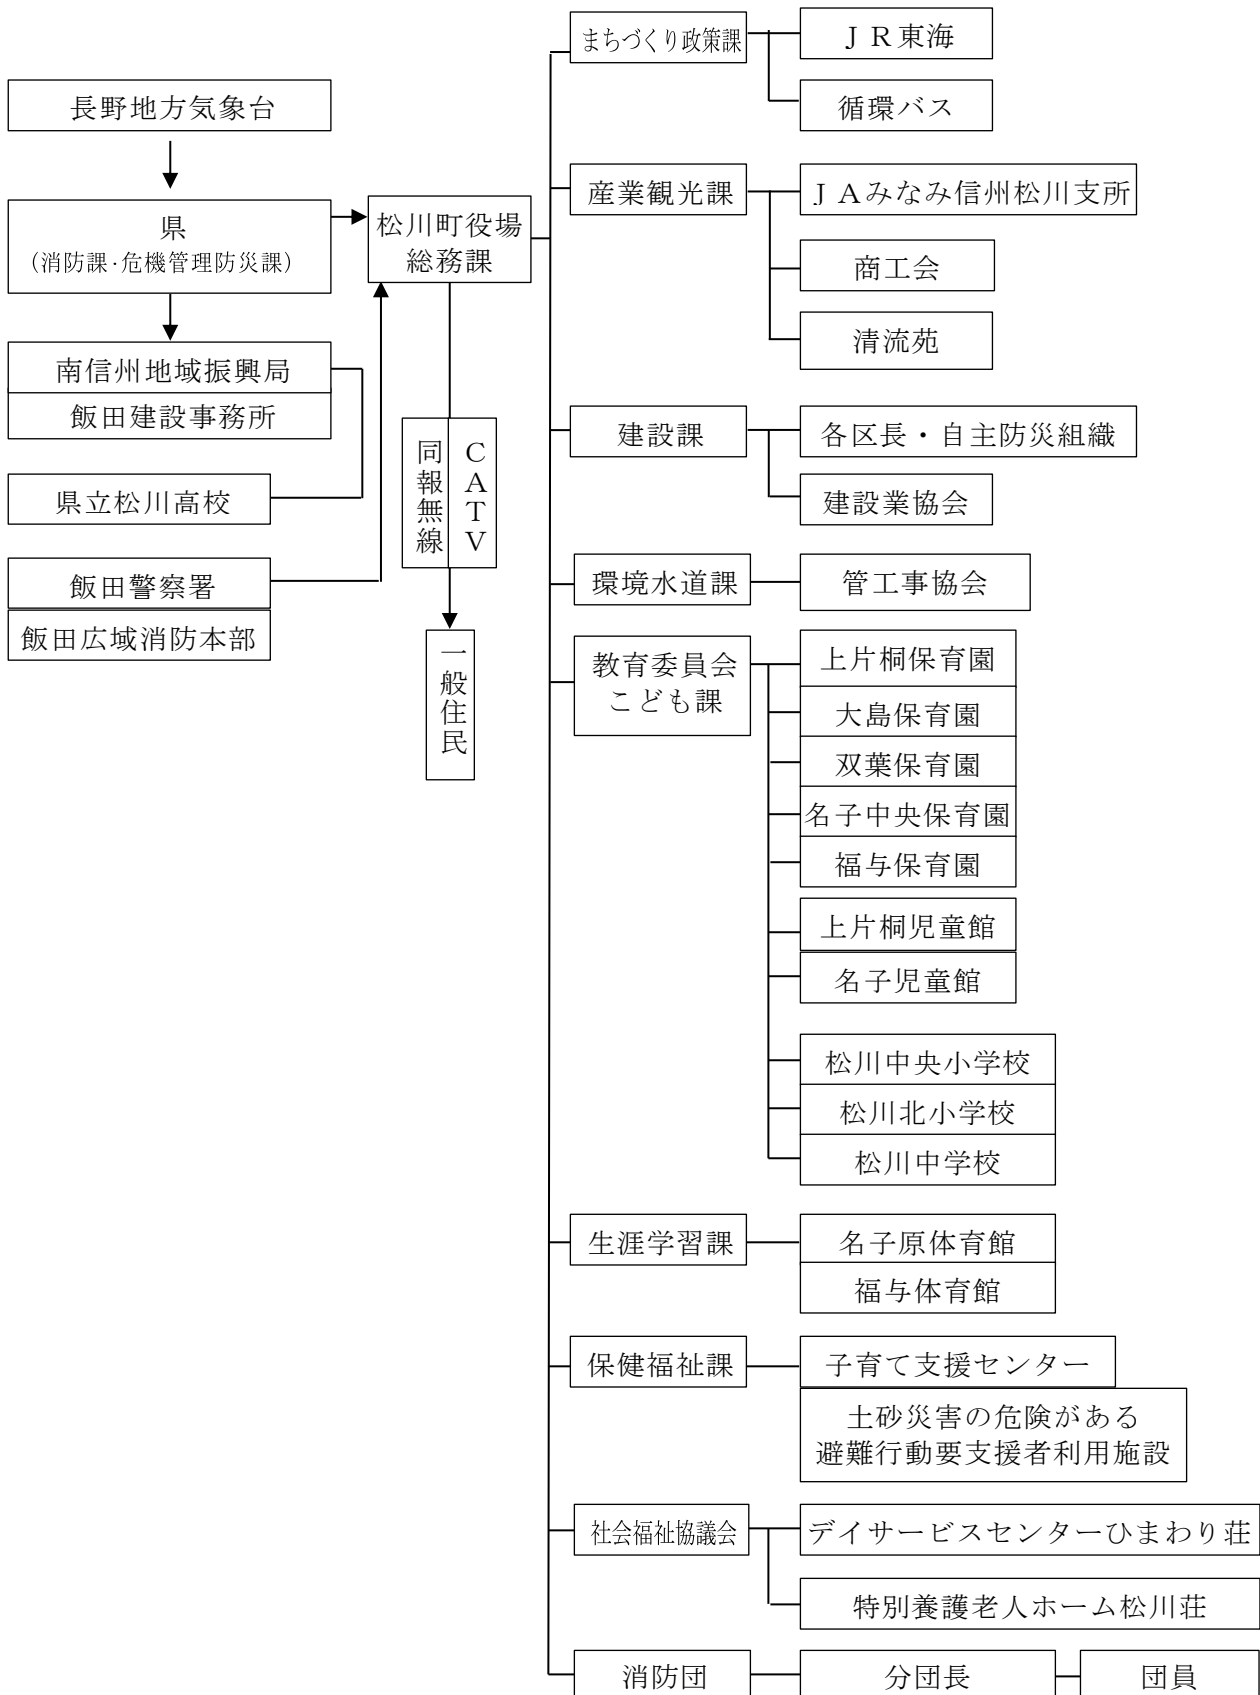 長野地方気象台
県
(消防課・危機管理防災課)
南信州地域振興局
飯田建設事務所
県立松川高校
飯田警察署
飯田広域消防本部
松川町役場
総務課
同報無線
CATV
一般住民
まちづくり政策課
JR東海
循環バス
産業観光課
JAみなみ信州松川支所
商工会
清流苑
建設課
各区長・自主防災組織
建設業協会
環境水道課
管工事協会
教育委員会
こども課
上片桐保育園
大島保育園
双葉保育園
名子中央保育園
福与保育園
上片桐児童館
名子児童館
松川中央小学校
松川北小学校
松川中学校
生涯学習課
名子原体育館
福与体育館
保健福祉課
子育て支援センター
土砂災害の危険がある
避難行動要支援者利用施設
社会福祉協議会
デイサービスセンターひまわり荘
特別養護老人ホーム松川荘
消防団
分団長
団員